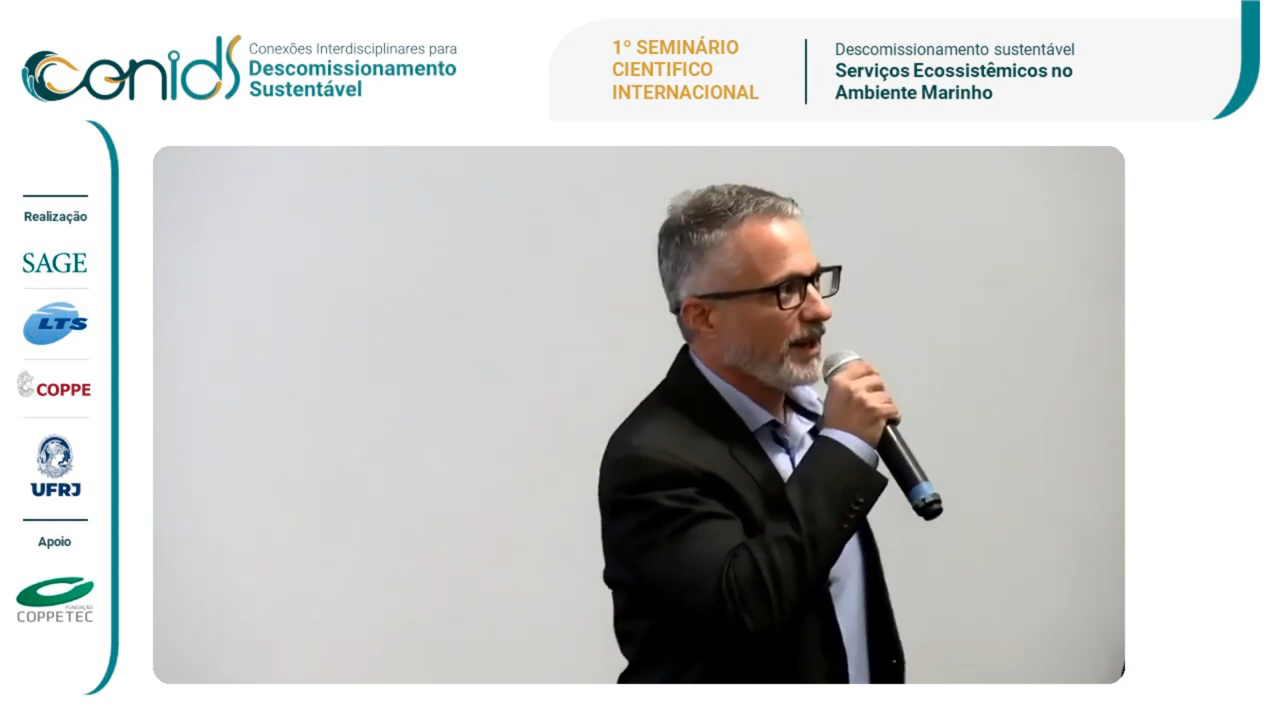 conids
Conexões Interdisciplinares para
Descomissionamento
Sustentável
1º SEMINÁRIO
CIENTIFICO
INTERNACIONAL
Descomissionamento sustentável
Serviços Ecossistêmicos no
Ambiente Marinho
Realização
SAGE
LTS
COPPE
UFRJ
Apoio
FUNDAÇÃO
COPPETEC